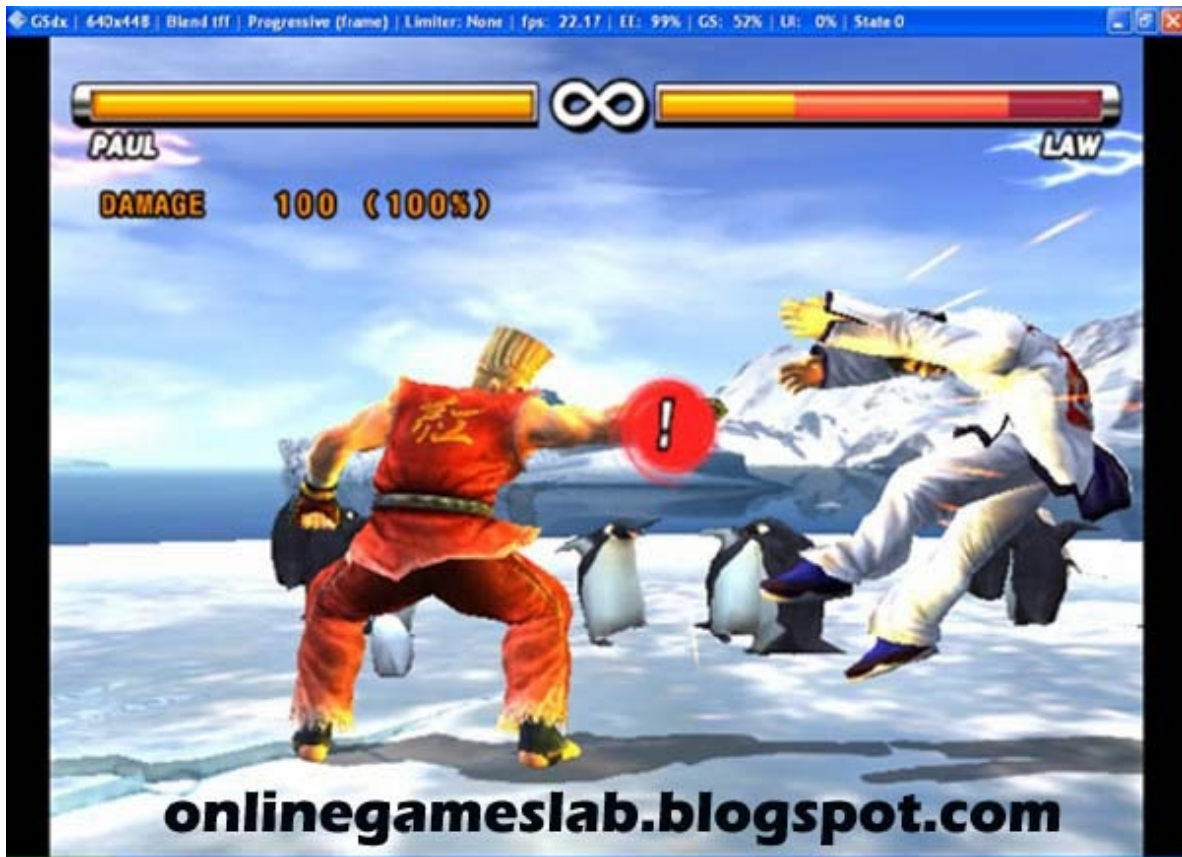 GSdx | 640x448 | Blend tff | Progressive (frame) | Limiter: None | fps: 22.17 | EE: 99% | GS: 52% | UI: 0% | State 0
PAUL
LAW
DAMAGE 100 (100%)
!
onlinegameslab.blogspot.com